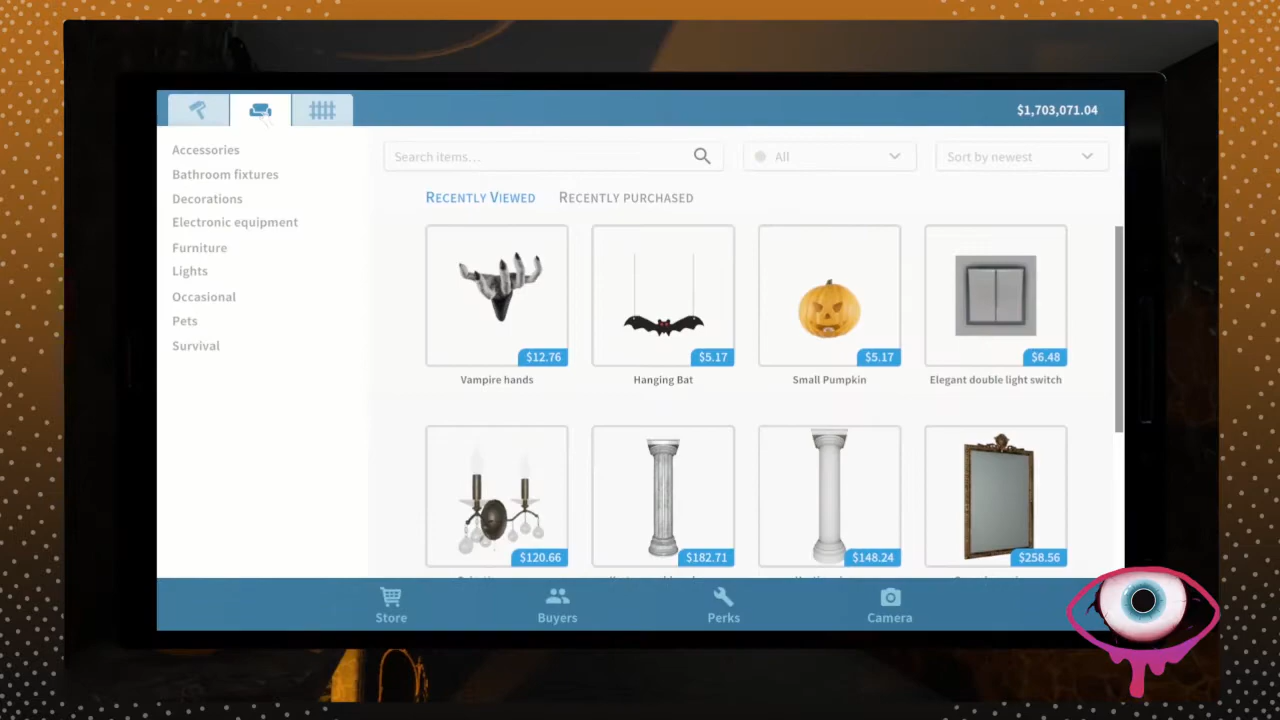 $1,703,071.04
Accessories
Bathroom fixtures
Decorations
Electronic equipment
Furniture
Lights
Occasional
Pets
Survival
Search items...
All
Sort by newest
RECENTLY VIEWED
RECENTLY PURCHASED
$12.76
$5.17
$5.17
$6.48
Vampire hands
Hanging Bat
Small Pumpkin
Elegant double light switch
$120.66
$182.71
$148.24
$258.56
Store
Buyers
Perks
Camera